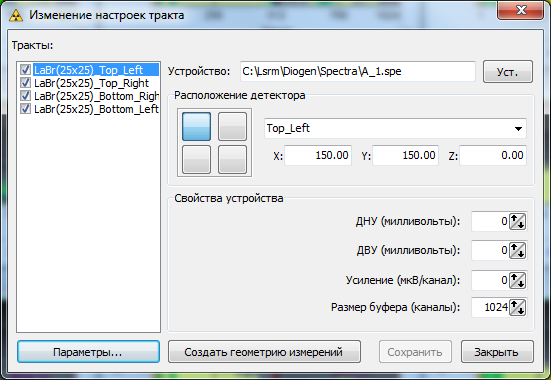 Изменение настроек тракта
Тракты:
LaBr(25x25)_Top_Left
LaBr(25x25)_Top_Right
LaBr(25x25)_Bottom_Righ
LaBr(25x25)_Bottom_Left
Устройство: C:\Lsrm\Diogen\Spectra\A_1.spe Уст.
Расположение детектора
Top_Left
X: 150.00 Y: 150.00 Z: 0.00
Свойства устройства
ДНУ (милливольты): 0
ДВУ (милливольты): 0
Усиление (мкВ/канал): 0
Размер буфера (каналы): 1024
Параметры... Создать геометрию измерений Сохранить Закрыть